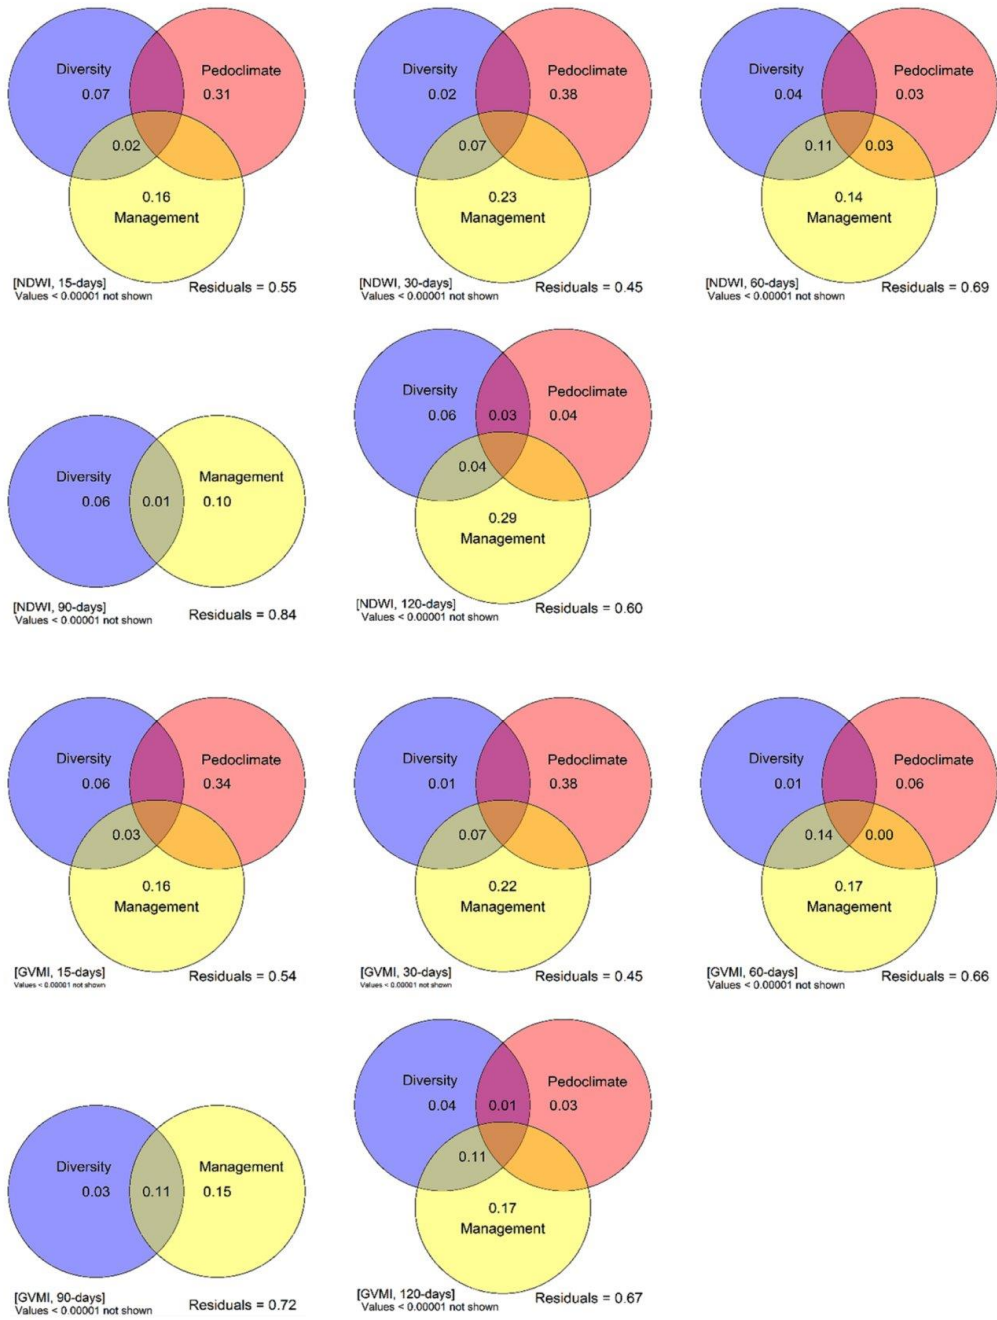 Diversity
0.07
Pedoclimate
0.31
0.02
0.16
Management
[NDWI, 15-days]
Values < 0.00001 not shown
Residuals = 0.55
Diversity
0.02
Pedoclimate
0.38
0.07
0.23
Management
[NDWI, 30-days]
Values < 0.00001 not shown
Residuals = 0.45
Diversity
0.04
Pedoclimate
0.03
0.11
0.03
0.14
Management
[NDWI, 60-days]
Values < 0.00001 not shown
Residuals = 0.69
Diversity
0.06
0.01
Management
0.10
[NDWI, 90-days]
Values < 0.00001 not shown
Residuals = 0.84
Diversity
0.06
0.03
Pedoclimate
0.04
0.04
0.29
Management
[NDWI, 120-days]
Values < 0.00001 not shown
Residuals = 0.60
Diversity
0.06
Pedoclimate
0.34
0.03
0.16
Management
[GVMI, 15-days]
Values < 0.00001 not shown
Residuals = 0.54
Diversity
0.01
Pedoclimate
0.38
0.07
0.22
Management
[GVMI, 30-days]
Values < 0.00001 not shown
Residuals = 0.45
Diversity
0.01
Pedoclimate
0.06
0.14
0.00
0.17
Management
[GVMI, 60-days]
Values < 0.00001 not shown
Residuals = 0.66
Diversity
0.03
0.11
Management
0.15
[GVMI, 90-days]
Values < 0.00001 not shown
Residuals = 0.72
Diversity
0.04
0.01
Pedoclimate
0.03
0.11
0.17
Management
[GVMI, 120-days]
Values < 0.00001 not shown
Residuals = 0.67